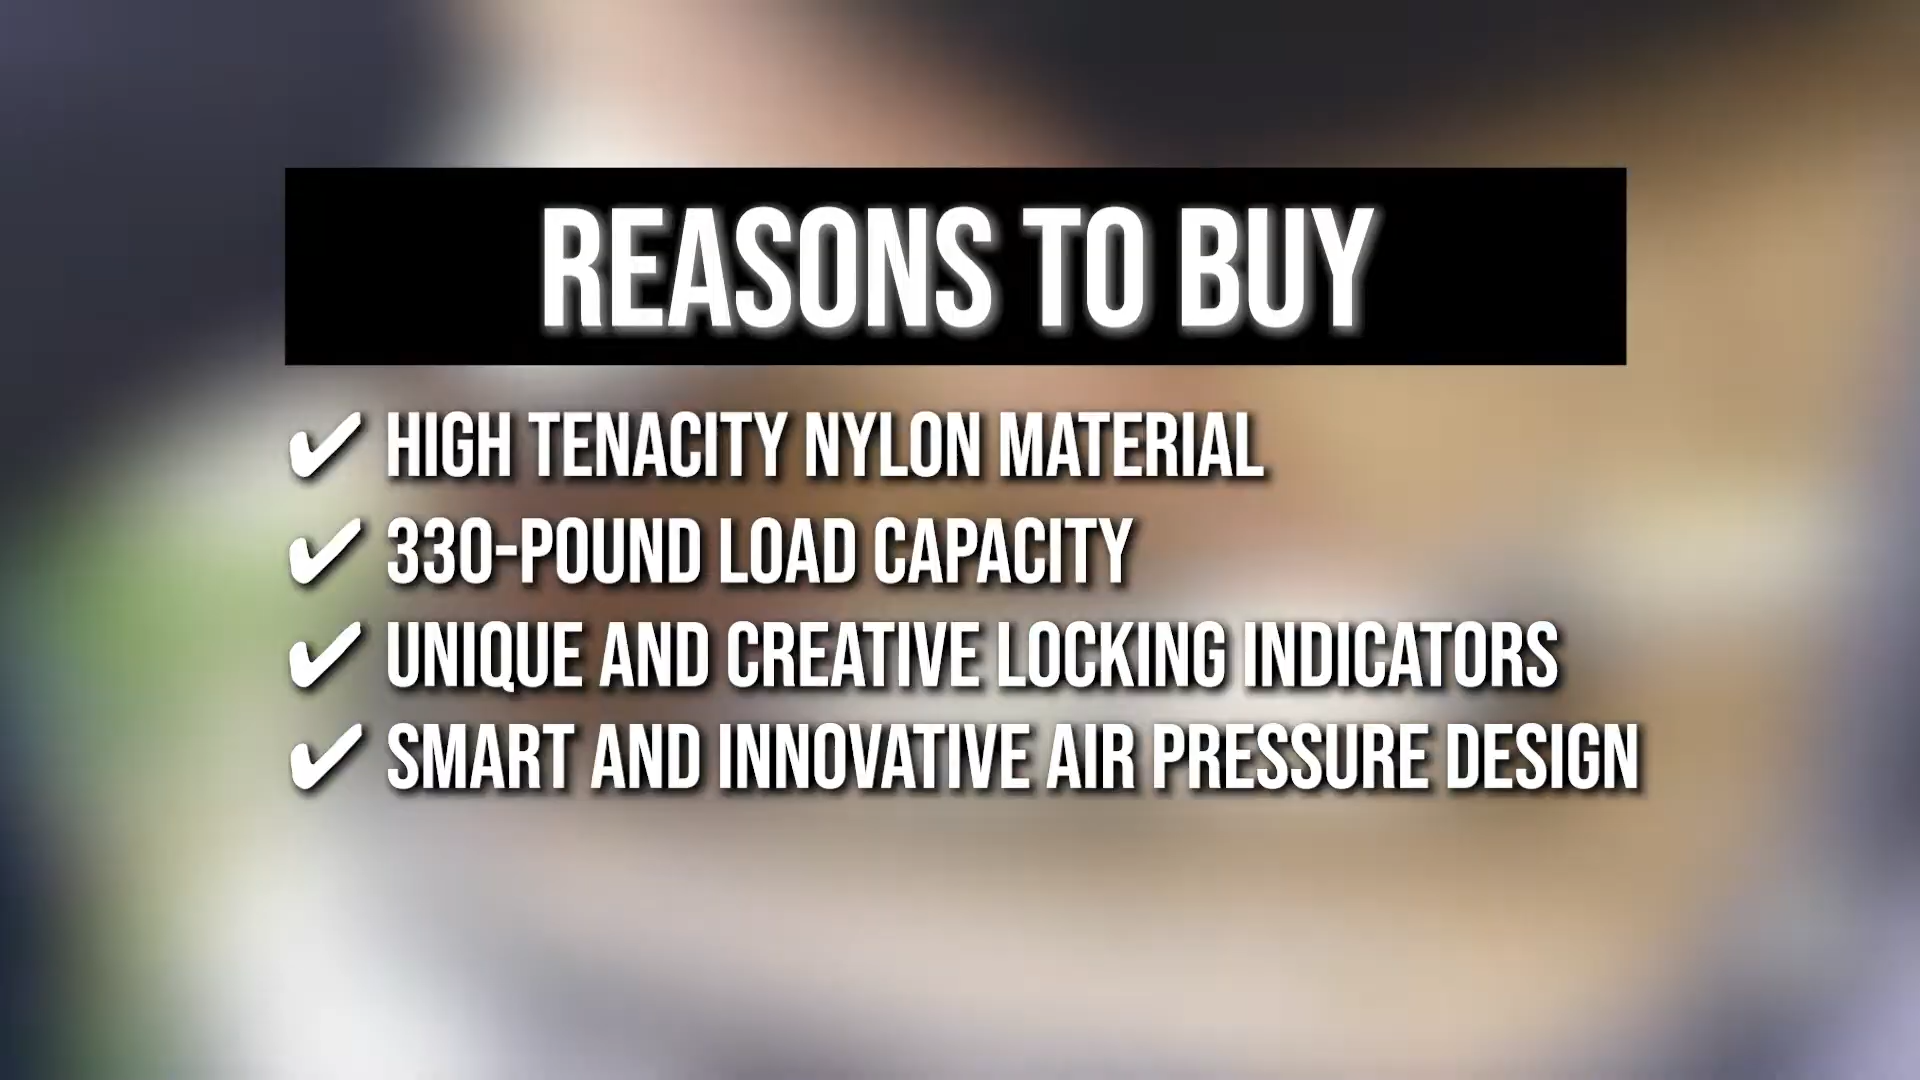 REASONS TO BUY
✔ HIGH TENACITY NYLON MATERIAL
✔ 330-POUND LOAD CAPACITY
✔ UNIQUE AND CREATIVE LOCKING INDICATORS
✔ SMART AND INNOVATIVE AIR PRESSURE DESIGN